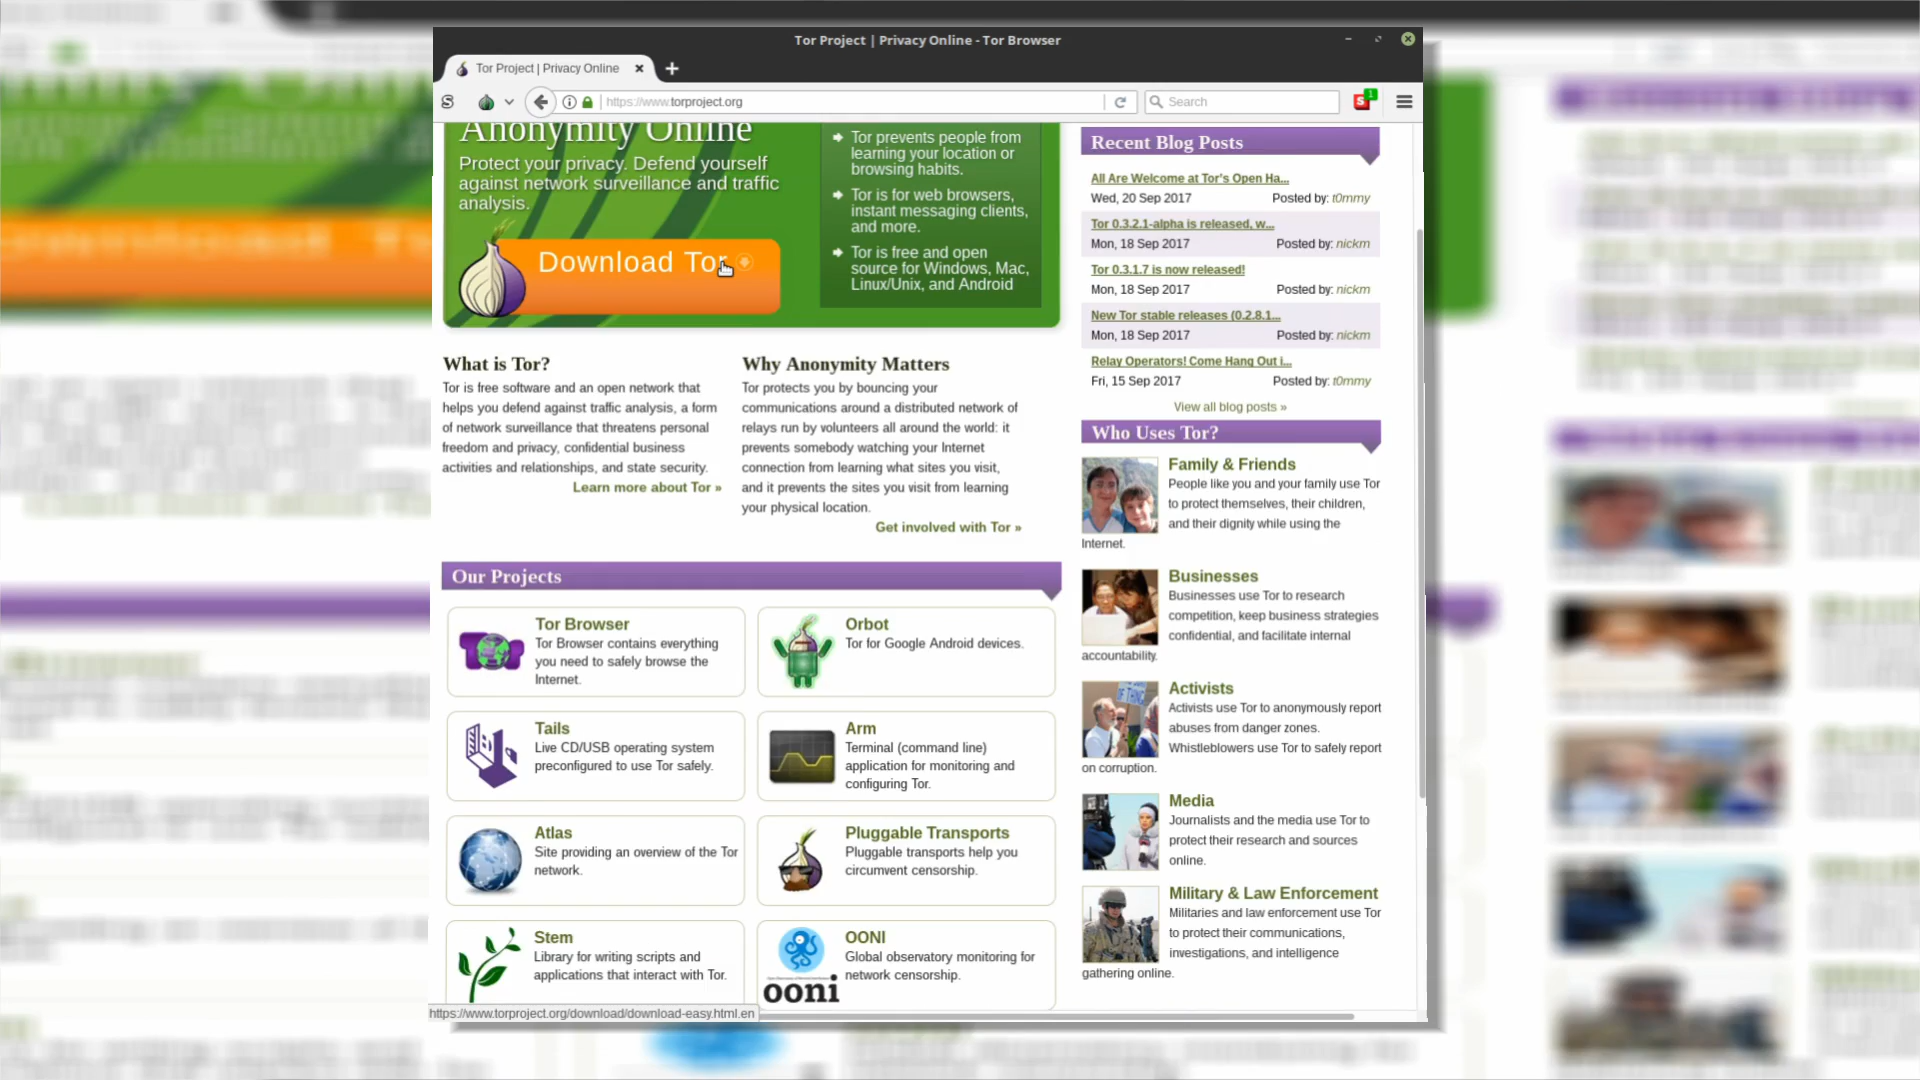 Tor Project | Privacy Online - Tor Browser
Tor Project | Privacy Online
https://www.torproject.org
Search
1
Anonymity Online
Protect your privacy. Defend yourself
against network surveillance and traffic
analysis.
Download Tor
Tor prevents people from
learning your location or
browsing habits.
Tor is for web browsers,
instant messaging clients,
and more.
Tor is free and open
source for Windows, Mac,
Linux/Unix, and Android
What is Tor?
Tor is free software and an open network that
helps you defend against traffic analysis, a form
of network surveillance that threatens personal
freedom and privacy, confidential business
activities and relationships, and state security.
Learn more about Tor »
Why Anonymity Matters
Tor protects you by bouncing your
communications around a distributed network of
relays run by volunteers all around the world: it
prevents somebody watching your Internet
connection from learning what sites you visit,
and it prevents the sites you visit from learning
your physical location.
Get involved with Tor »
Our Projects
Tor Browser
Tor Browser contains everything
you need to safely browse the
Internet.
Orbot
Tor for Google Android devices.
Tails
Live CD/USB operating system
preconfigured to use Tor safely.
Arm
Terminal (command line)
application for monitoring and
configuring Tor.
Atlas
Site providing an overview of the Tor
network.
Pluggable Transports
Pluggable transports help you
circumvent censorship.
Stem
Library for writing scripts and
applications that interact with Tor.
ooni
OONI
Global observatory monitoring for
network censorship.
Recent Blog Posts
All Are Welcome at Tor's Open Ha...
Wed, 20 Sep 2017 Posted by: t0mmy
Tor 0.3.2.1-alpha is released, w...
Mon, 18 Sep 2017 Posted by: nickm
Tor 0.3.1.7 is now released!
Mon, 18 Sep 2017 Posted by: nickm
New Tor stable releases (0.2.8.1...
Mon, 18 Sep 2017 Posted by: nickm
Relay Operators! Come Hang Out i...
Fri, 15 Sep 2017 Posted by: t0mmy
View all blog posts »
Who Uses Tor?
Family & Friends
People like you and your family use Tor
to protect themselves, their children,
and their dignity while using the
Internet.
Businesses
Businesses use Tor to research
competition, keep business strategies
confidential, and facilitate internal
accountability.
Activists
Activists use Tor to anonymously report
abuses from danger zones.
Whistleblowers use Tor to safely report
on corruption.
Media
Journalists and the media use Tor to
protect their research and sources
online.
Military & Law Enforcement
Militaries and law enforcement use Tor
to protect their communications,
investigations, and intelligence
gathering online.
https://www.torproject.org/download/download-easy.html.en